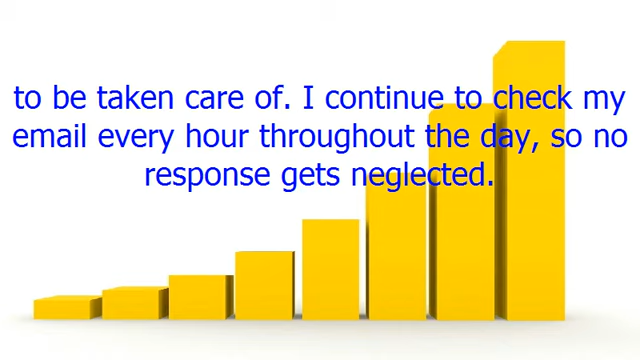 to be taken care of. I continue to check my
email every hour throughout the day, so no
response gets neglected.